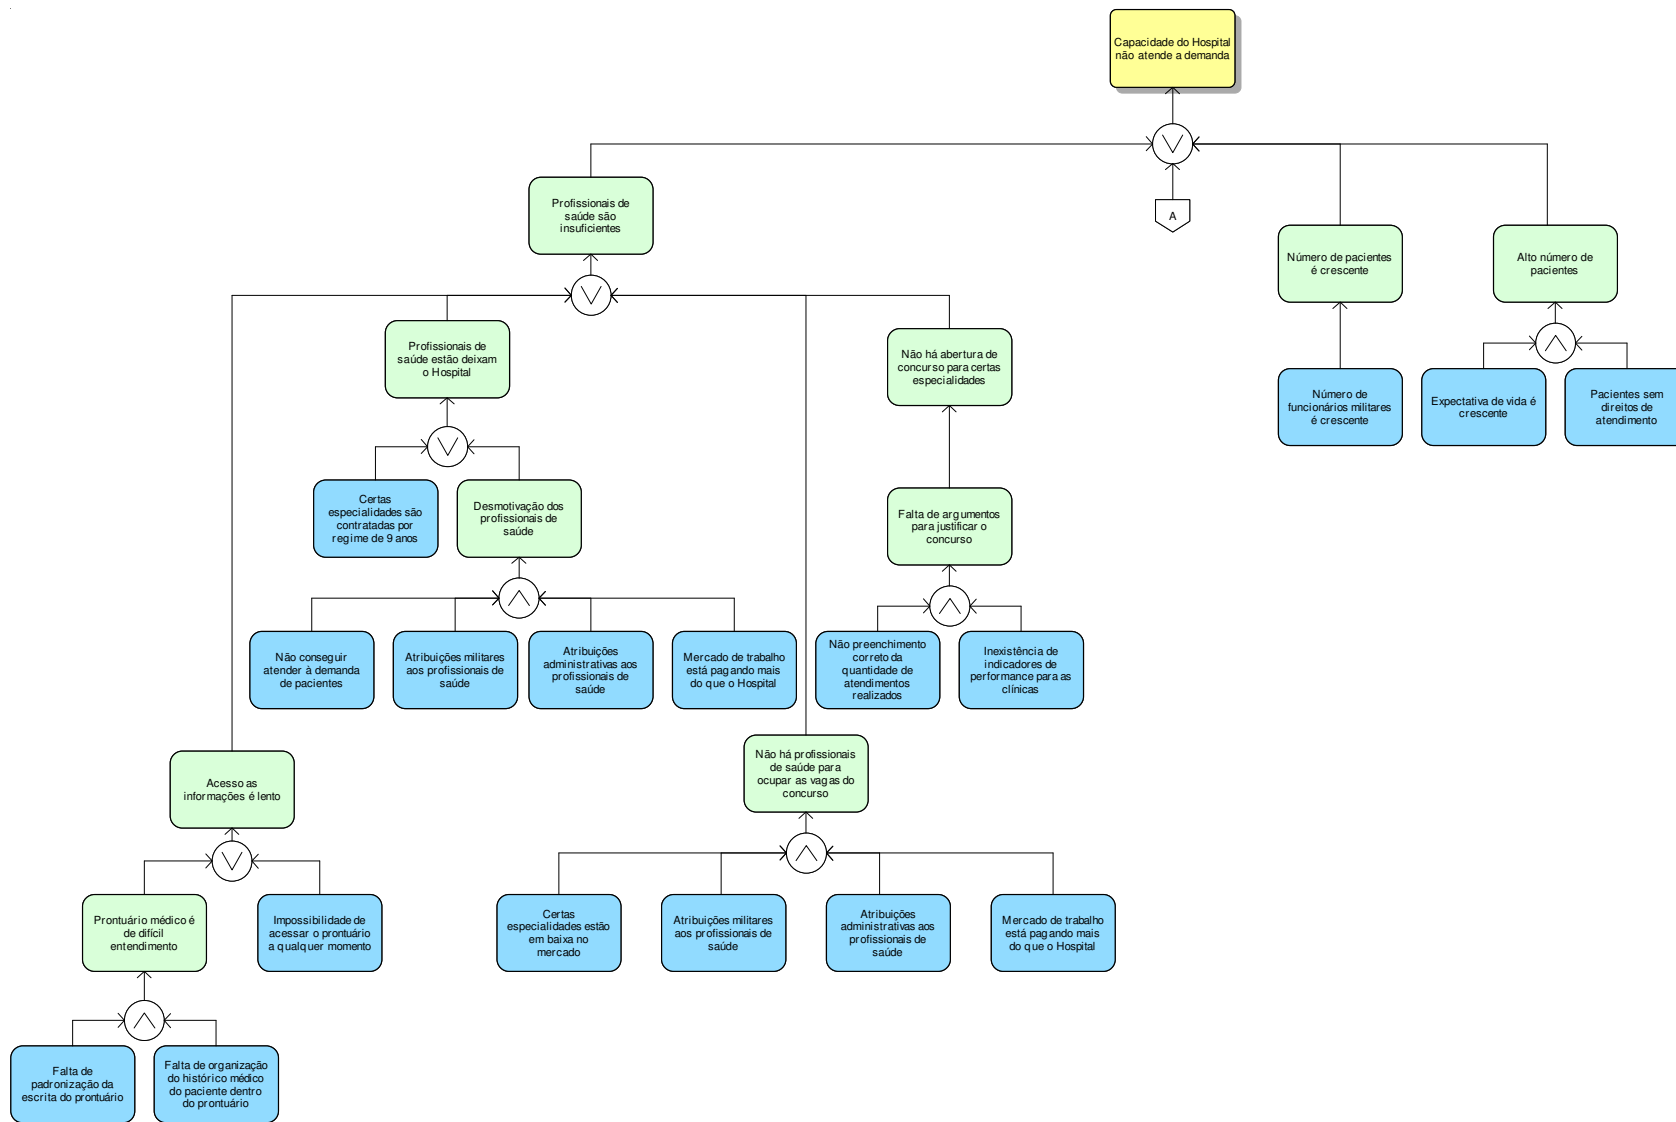 Capacidade do Hospital
não atende a demanda
Profissionais de
saúde são
insuficientes
A
Número de pacientes
é crescente
Alto número de
pacientes
Profissionais de
saúde estão deixam
o Hospital
Não há abertura de
concurso para certas
especialidades
Número de
funcionários militares
é crescente
Expectativa de vida é
crescente
Pacientes sem
direitos de
atendimento
Certas
especialidades são
contratadas por
regime de 9 anos
Desmotivação dos
profissionais de
saúde
Falta de argumentos
para justificar o
concurso
Não conseguir
atender à demanda
de pacientes
Atribuições militares
aos profissionais de
saúde
Atribuições
administrativas aos
profissionais de
saúde
Mercado de trabalho
está pagando mais
do que o Hospital
Não preenchimento
correto da
quantidade de
atendimentos
realizados
Inexistência de
indicadores de
performance para as
clínicas
Acesso as
informações é lento
Não há profissionais
de saúde para
ocupar as vagas do
concurso
Prontuário médico é
de difícil
entendimento
Impossibilidade de
acessar o prontuário
a qualquer momento
Certas
especialidades estão
em baixa no
mercado
Atribuições militares
aos profissionais de
saúde
Atribuições
administrativas aos
profissionais de
saúde
Mercado de trabalho
está pagando mais
do que o Hospital
Falta de
padronização da
escrita do prontuário
Falta de organização
do histórico médico
do paciente dentro
do prontuário